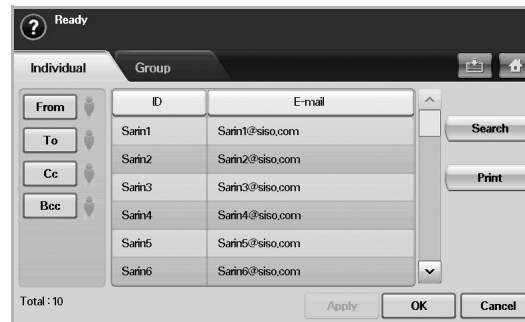 ? Ready
Individual Group
From
To
Cc
Bcc
ID E-mail
Sarin1 Sarin1@siso.com
Sarin2 Sarin2@siso.com
Sarin3 Sarin3@siso.com
Sarin4 Sarin4@siso.com
Sarin5 Sarin5@siso.com
Sarin6 Sarin6@siso.com
Search
Print
Total : 10
Apply OK Cancel